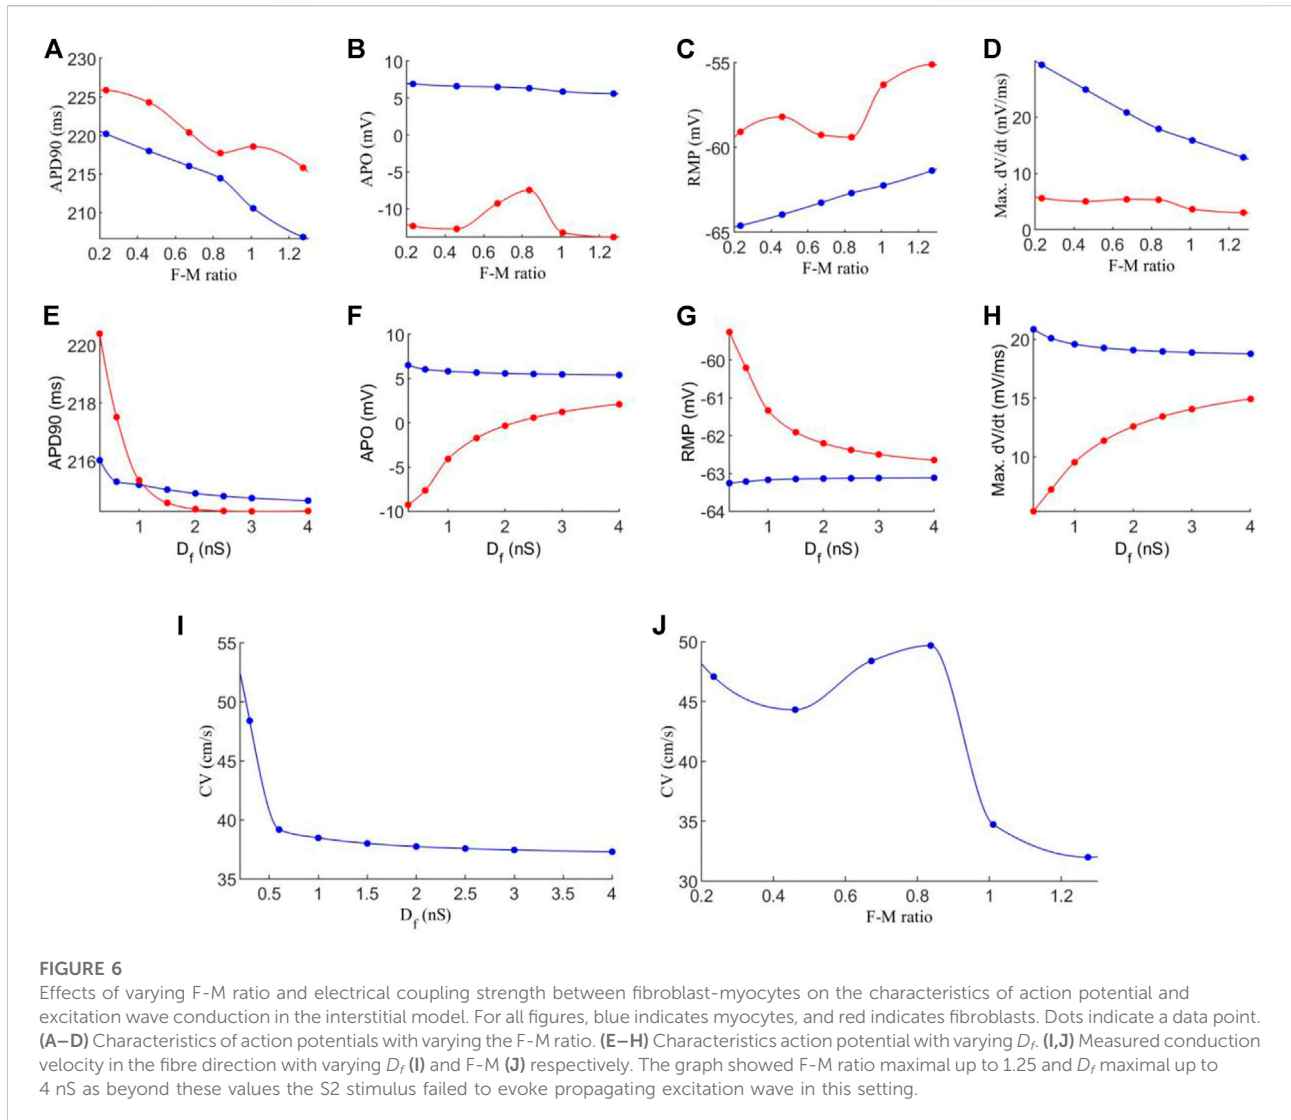 A
230
225
220
215
210
APD90 (ms)
0.2 0.4 0.6 0.8 1 1.2
F-M ratio
B
10
5
0
-5
-10
APO (mV)
0.2 0.4 0.6 0.8 1 1.2
F-M ratio
C
-55
-60
-65
RMP (mV)
0.2 0.4 0.6 0.8 1 1.2
F-M ratio
D
20
10
0
Max. dV/dt (mV/ms)
0.2 0.4 0.6 0.8 1 1.2
F-M ratio
E
220
218
216
APD90 (ms)
1 2 3 4
Df (nS)
F
10
5
0
-5
-10
APO (mV)
1 2 3 4
Df (nS)
G
-60
-61
-62
-63
-64
RMP (mV)
1 2 3 4
Df (nS)
H
20
15
10
Max. dV/dt (mV/ms)
1 2 3 4
Df (nS)
I
55
50
45
40
35
CV (cm/s)
0.5 1 1.5 2 2.5 3 3.5 4
Df (nS)
J
50
45
40
35
30
CV (cm/s)
0.2 0.4 0.6 0.8 1 1.2
F-M ratio
FIGURE 6
Effects of varying F-M ratio and electrical coupling strength between fibroblast-myocytes on the characteristics of action potential and
excitation wave conduction in the interstitial model. For all figures, blue indicates myocytes, and red indicates fibroblasts. Dots indicate a data point.
(A–D) Characteristics of action potentials with varying the F-M ratio. (E–H) Characteristics action potential with varying Df. (I,J) Measured conduction
velocity in the fibre direction with varying Df (I) and F-M (J) respectively. The graph showed F-M ratio maximal up to 1.25 and Df maximal up to
4 nS as beyond these values the S2 stimulus failed to evoke propagating excitation wave in this setting.